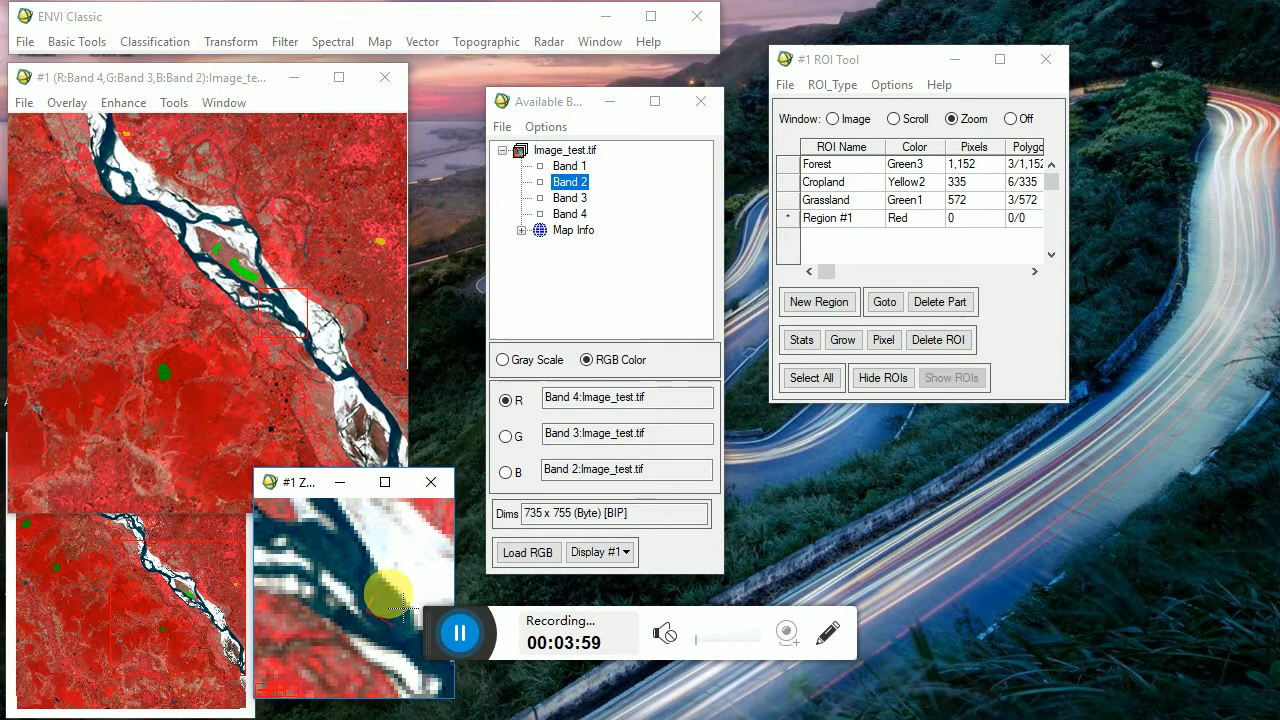 ENVI Classic
File Basic Tools Classification Transform Filter Spectral Map Vector Topographic Radar Window Help
#1 (R:Band 4,G:Band 3,B:Band 2):Image_te...
File Overlay Enhance Tools Window
#1 Z...
Available B...
File Options
Image_test.tif
Band 1
Band 2
Band 3
Band 4
Map Info
Gray Scale RGB Color
R Band 4:Image_test.tif
G Band 3:Image_test.tif
B Band 2:Image_test.tif
Dims 735 x 755 (Byte) [BIP]
Load RGB Display #1
#1 ROI Tool
File ROI_Type Options Help
Window: Image Scroll Zoom Off
ROI Name Color Pixels Polygo
Forest Green3 1,152 3/1,152
Cropland Yellow2 335 6/335
Grassland Green1 572 3/572
* Region #1 Red 0 0/0
New Region Goto Delete Part
Stats Grow Pixel Delete ROI
Select All Hide ROIs Show ROIs
Recording...
00:03:59